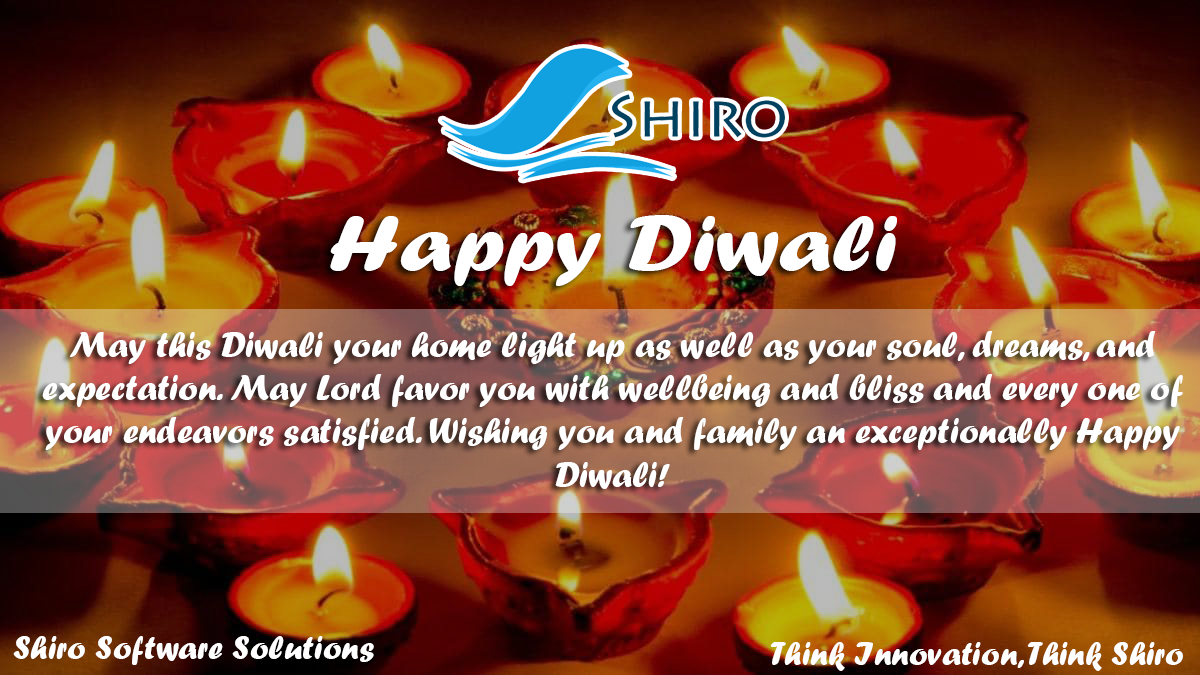 SHIRO
Happy Diwali
May this Diwali your home light up as well as your soul, dreams, and
expectation. May Lord favor you with wellbeing and bliss and every one of
your endeavors satisfied. Wishing you and family an exceptionally Happy
Diwali!
Shiro Software Solutions
Think Innovation,Think Shiro